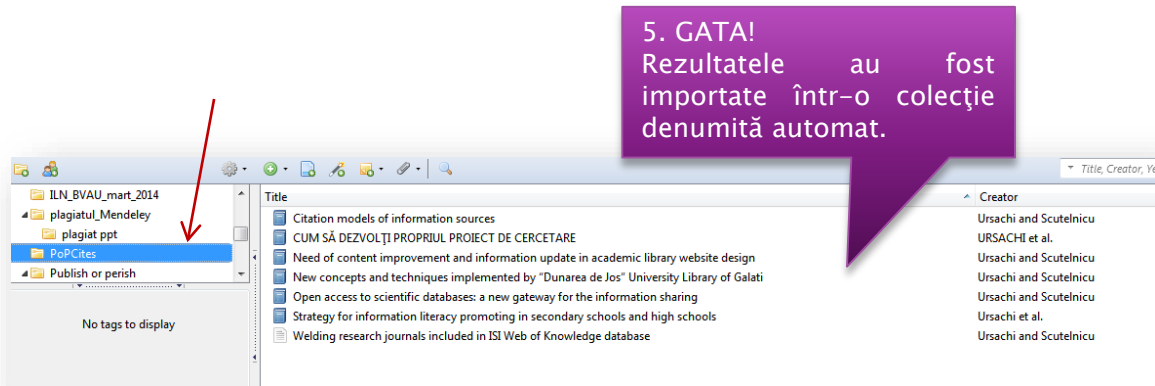 5. GATA!
Rezultatele au fost
importate într-o colecţie
denumită automat.
Title, Creator, Ye
ILN_BVAU_mart_2014
plagiatul_Mendeley
plagiat ppt
PoPCites
Publish or perish
No tags to display
Title Creator
Citation models of information sources Ursachi and Scutelnicu
CUM SĂ DEZVOLŢI PROPRIUL PROIECT DE CERCETARE URSACHI et al.
Need of content improvement and information update in academic library website design Ursachi and Scutelnicu
New concepts and techniques implemented by "Dunarea de Jos" University Library of Galati Ursachi and Scutelnicu
Open access to scientific databases: a new gateway for the information sharing Ursachi and Scutelnicu
Strategy for information literacy promoting in secondary schools and high schools Ursachi et al.
Welding research journals included in ISI Web of Knowledge database Ursachi and Scutelnicu